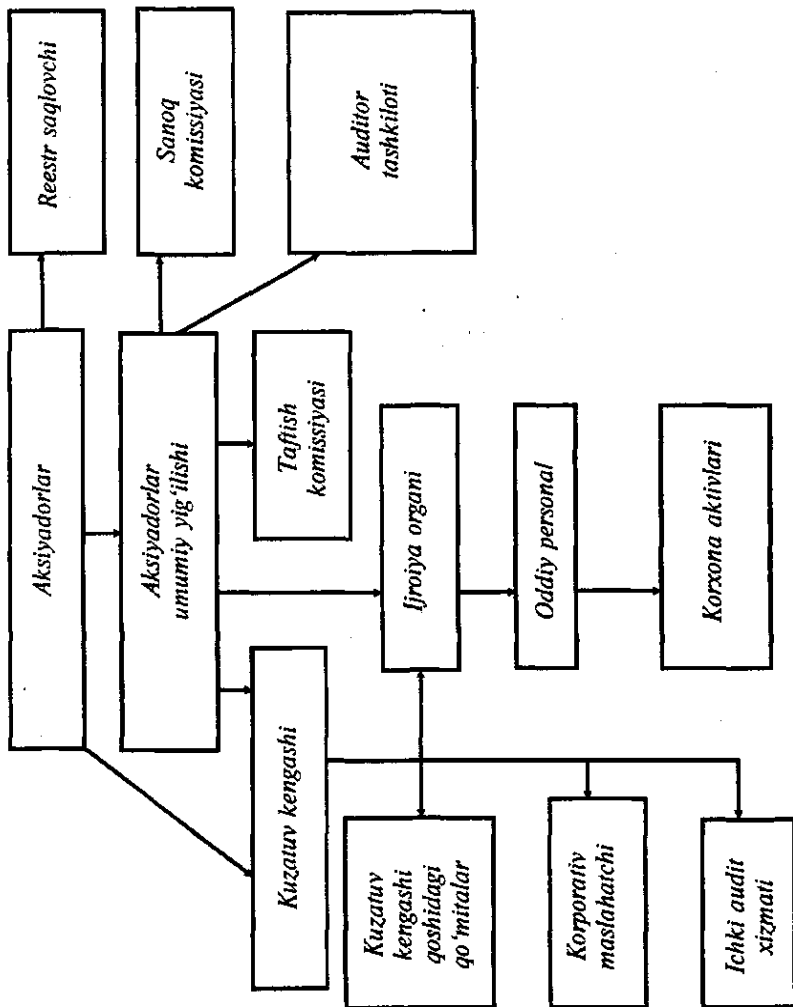 Aksiyadorlar
Reestr saqlovchi
Aksiyadorlar
umumiy yig‘ilishi
Sanoq
komissiyasi
Auditor
tashkiloti
Taftish
komissiyasi
Kuzatuv kengashi
Ijroiya organi
Kuzatuv
kengashi
qoshidagi
qo‘mitalar
Oddiy personal
Korporativ
maslahatchi
Korxona aktivlari
Ichki audit
xizmati